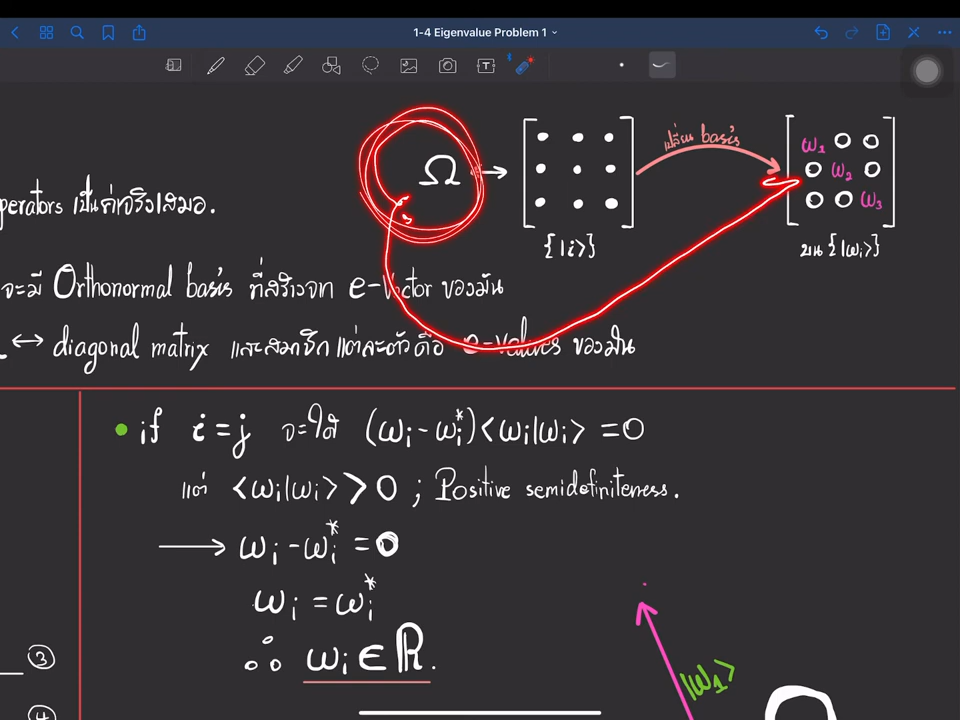 1-4 Eigenvalue Problem 1
Ω → เปลี่ยน basis ω1 0 0
0 ω2 0
0 0 ω3
{|i>} บน {|ωi>}
perators เป็นค่าจริงเสมอ.
จะมี Orthonormal basis ที่สร้างจาก e-vector ของมัน
↔ diagonal matrix และสมาชิกแต่ละตัวคือ e-values ของมัน
• if i=j จะได้ (ωi-ωi*)<ωi|ωi> =0
แต่ <ωi|ωi> > 0 ; Positive semidefiniteness.
→ ωi-ωi* =0
ωi =ωi*
∴ ωi∈ℝ.
3
|ω1>
4